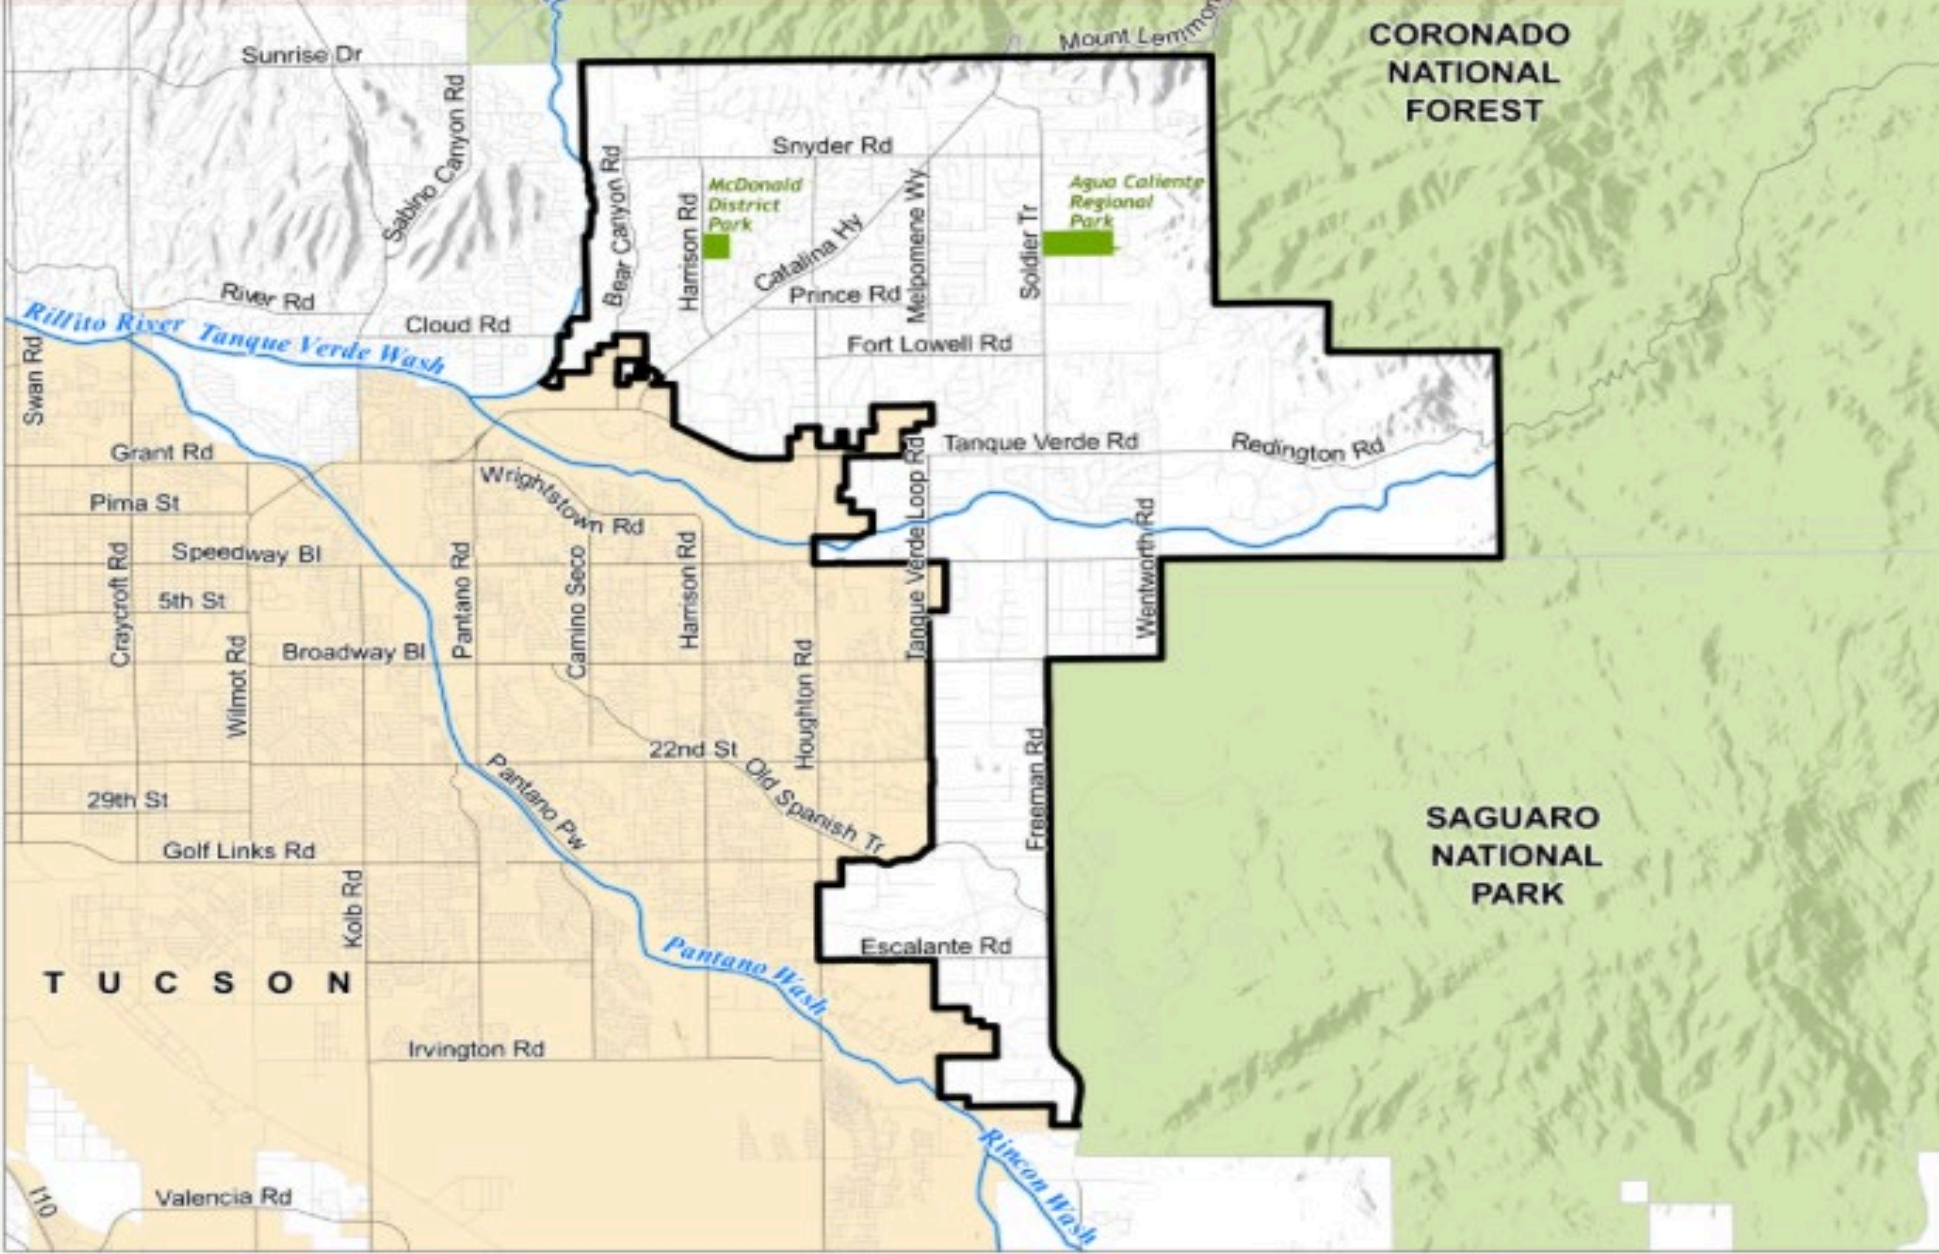 Mount Lemmon
CORONADO
NATIONAL
FOREST
Sunrise Dr
Sabino Canyon Rd
Snyder Rd
Bear Canyon Rd
Harrison Rd
McDonald
District
Park
Catalina Hy
Melpomene Wy
Soldier Tr
Agua Caliente
Regional
Park
Prince Rd
River Rd
Cloud Rd
Rillito River
Tanque Verde Wash
Fort Lowell Rd
Swan Rd
Grant Rd
Tanque Verde Rd
Redington Rd
Pima St
Wrightstown Rd
Speedway Bl
Craycroft Rd
Pantano Rd
Camino Seco
Harrison Rd
Tanque Verde Loop Rd
Wentworth Rd
5th St
Wilmot Rd
Broadway Bl
Houghton Rd
22nd St
Old Spanish Tr
Freeman Rd
Pantano Pw
29th St
Golf Links Rd
SAGUARO
NATIONAL
PARK
Kolb Rd
Escalante Rd
Pantano Wash
TUCSON
Irvington Rd
Rincon Wash
I10
Valencia Rd